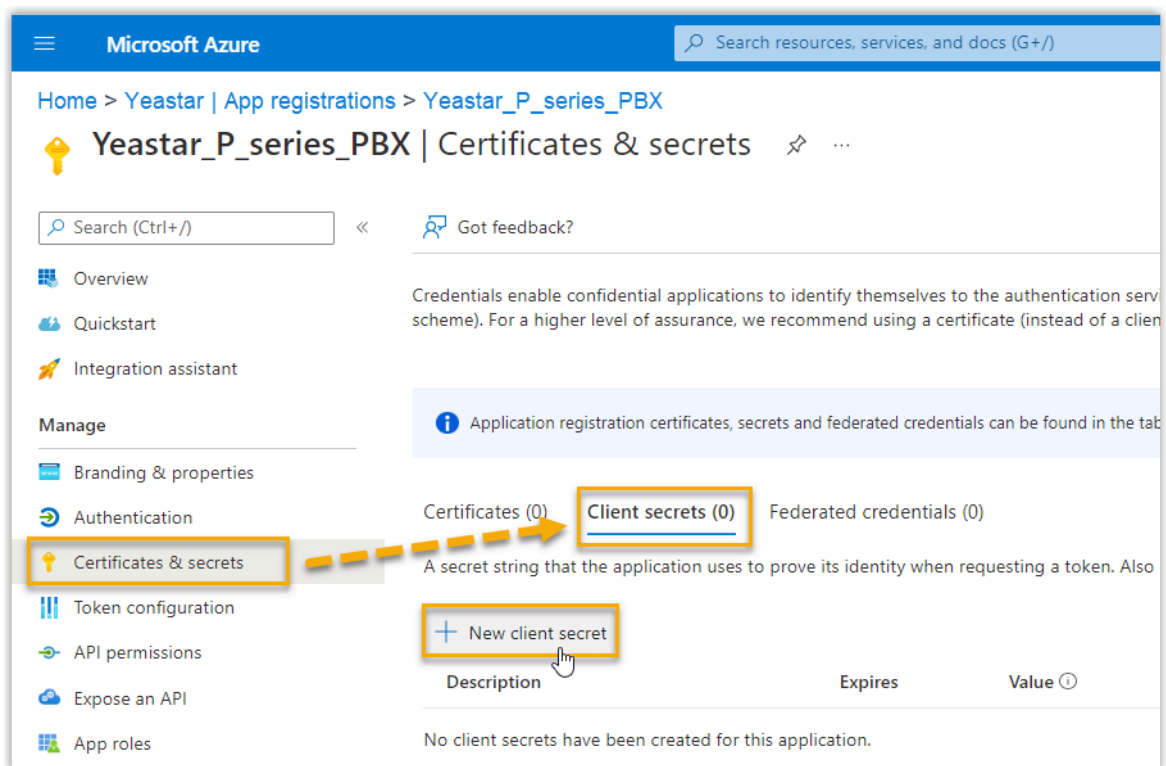 Microsoft Azure
Search resources, services, and docs (G+/)
Home > Yeastar | App registrations > Yeastar_P_series_PBX
Yeastar_P_series_PBX | Certificates & secrets
Search (Ctrl+/)
Got feedback?
Overview
Quickstart
Integration assistant
Manage
Branding & properties
Authentication
Certificates & secrets
Token configuration
API permissions
Expose an API
App roles
Credentials enable confidential applications to identify themselves to the authentication servi
scheme). For a higher level of assurance, we recommend using a certificate (instead of a clien
Application registration certificates, secrets and federated credentials can be found in the tab
Certificates (0) Client secrets (0) Federated credentials (0)
A secret string that the application uses to prove its identity when requesting a token. Also
New client secret
Description Expires Value
No client secrets have been created for this application.